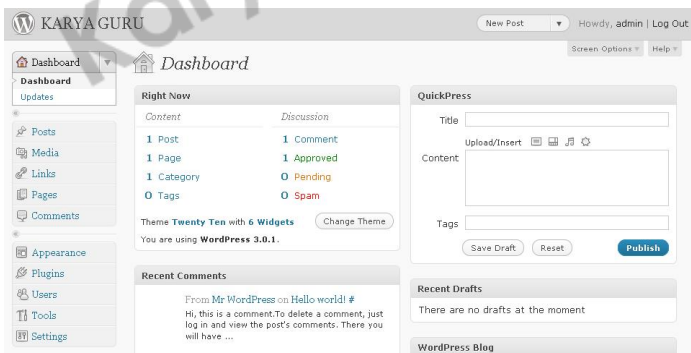 KARYA GURU
New Post
Howdy, admin | Log Out
Screen Options
Help
Dashboard
Dashboard
Updates
Posts
Media
Links
Pages
Comments
Appearance
Plugins
Users
Tools
Settings
Dashboard
Right Now
Content
Discussion
1 Post
1 Comment
1 Page
1 Approved
1 Category
0 Pending
0 Tags
0 Spam
Theme Twenty Ten with 6 Widgets
Change Theme
You are using WordPress 3.0.1.
Recent Comments
From Mr WordPress on Hello world! #
Hi, this is a comment.To delete a comment, just
log in and view the post's comments. There you
will have ...
QuickPress
Title
Upload/Insert
Content
Tags
Save Draft
Reset
Publish
Recent Drafts
There are no drafts at the moment
WordPress Blog